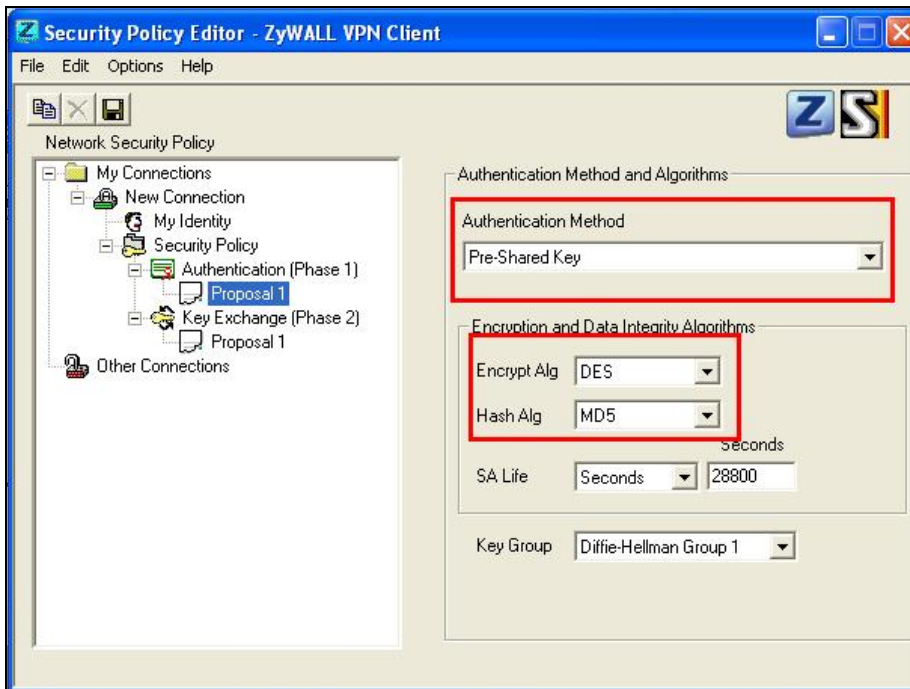 Security Policy Editor - ZyWALL VPN Client
File Edit Options Help
Network Security Policy
My Connections
New Connection
My Identity
Security Policy
Authentication (Phase 1)
Proposal 1
Key Exchange (Phase 2)
Proposal 1
Other Connections
Z S
Authentication Method and Algorithms
Authentication Method
Pre-Shared Key
Encryption and Data Integrity Algorithms
Encrypt Alg DES
Hash Alg MD5
Seconds
SA Life Seconds 28800
Key Group Diffie-Hellman Group 1